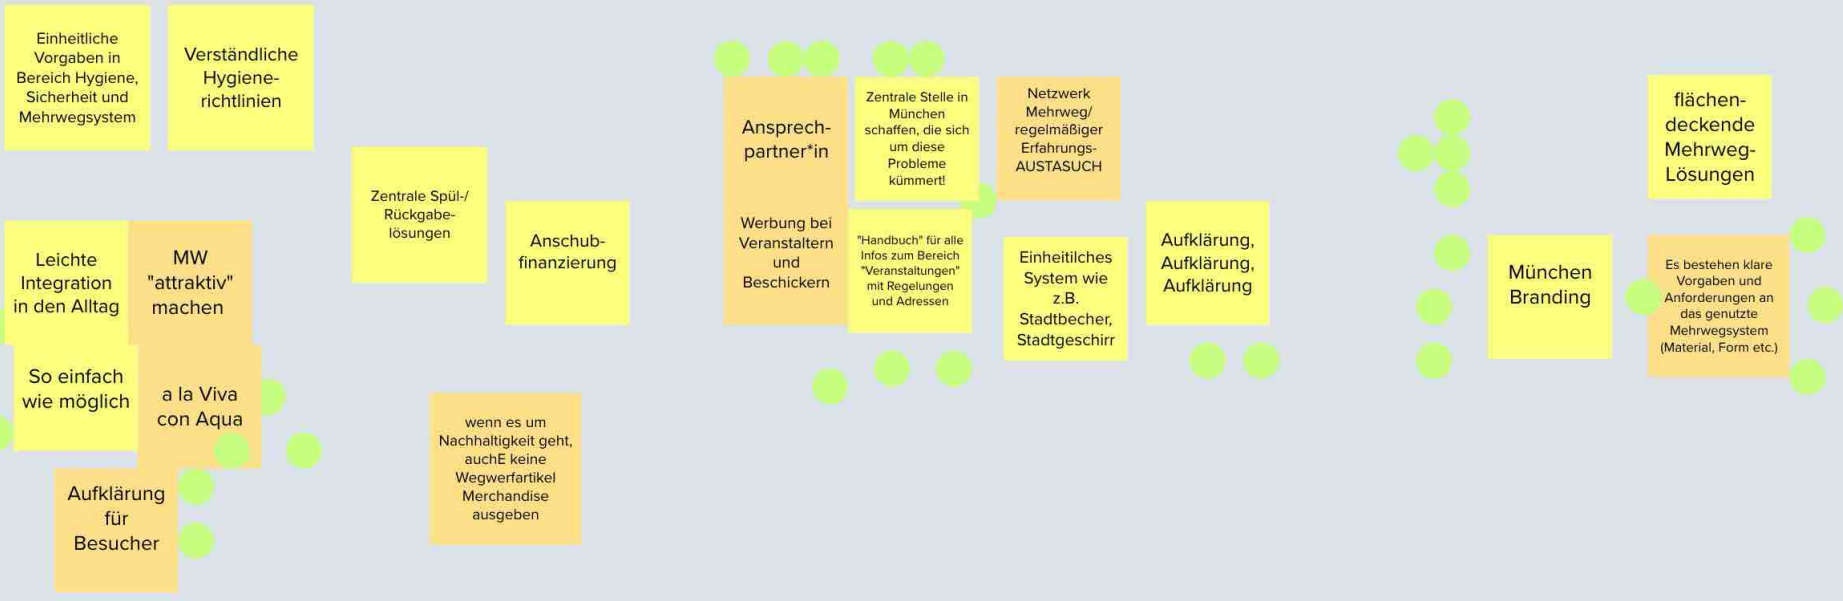 Einheitliche
Vorgaben in
Bereich Hygiene,
Sicherheit und
Mehrwegsystem
Verständliche
Hygiene-
richtlinien
Leichte
Integration
in den Alltag
MW
"attraktiv"
machen
So einfach
wie möglich
a la Viva
con Aqua
Aufklärung
für
Besucher
Zentrale Spül-/
Rückgabe-
lösungen
Anschub-
finanzierung
wenn es um
Nachhaltigkeit geht,
auchE keine
Wegwerfartikel
Merchandise
ausgeben
Ansprech-
partner*in
Werbung bei
Veranstaltern
und
Beschickern
Zentrale Stelle in
München
schaffen, die sich
um diese
Probleme
kümmert!
"Handbuch" für alle
Infos zum Bereich
"Veranstaltungen"
mit Regelungen
und Adressen
Netzwerk
Mehrweg/
regelmäßiger
Erfahrungs-
AUSTASUCH
Einheitilches
System wie
z.B.
Stadtbecher,
Stadtgeschirr
Aufklärung,
Aufklärung,
Aufklärung
München
Branding
flächen-
deckende
Mehrweg-
Lösungen
Es bestehen klare
Vorgaben und
Anforderungen an
das genutzte
Mehrwegsystem
(Material, Form etc.)